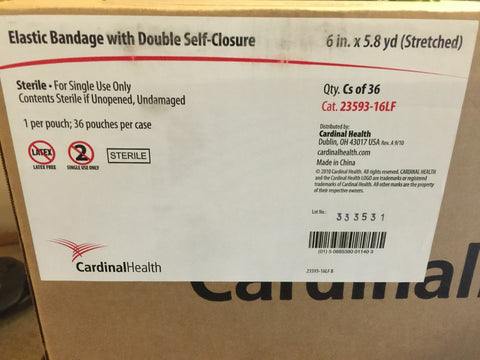 Elastic Bandage with Double Self-Closure
6 in. x 5.8 yd (Stretched)
Sterile • For Single Use Only
Contents Sterile if Unopened, Undamaged
1 per pouch; 36 pouches per case
Qty. Cs of 36
Cat. 23593-16LF
Distributed by:
Cardinal Health
Dublin, OH 43017 USA Rev. A 9/10
cardinalhealth.com
Made in China
© 2010 Cardinal Health. All rights reserved. CARDINAL HEALTH
and the Cardinal Health LOGO are trademarks or registered
trademarks of Cardinal Health. All other marks are the property
of their respective owners.
LATEX
LATEX FREE
2
SINGLE USE ONLY
STERILE
Lot No.: 333531
(01) 5 0885380 01140 3
23593-16LF B
CardinalHealth
Cardinal